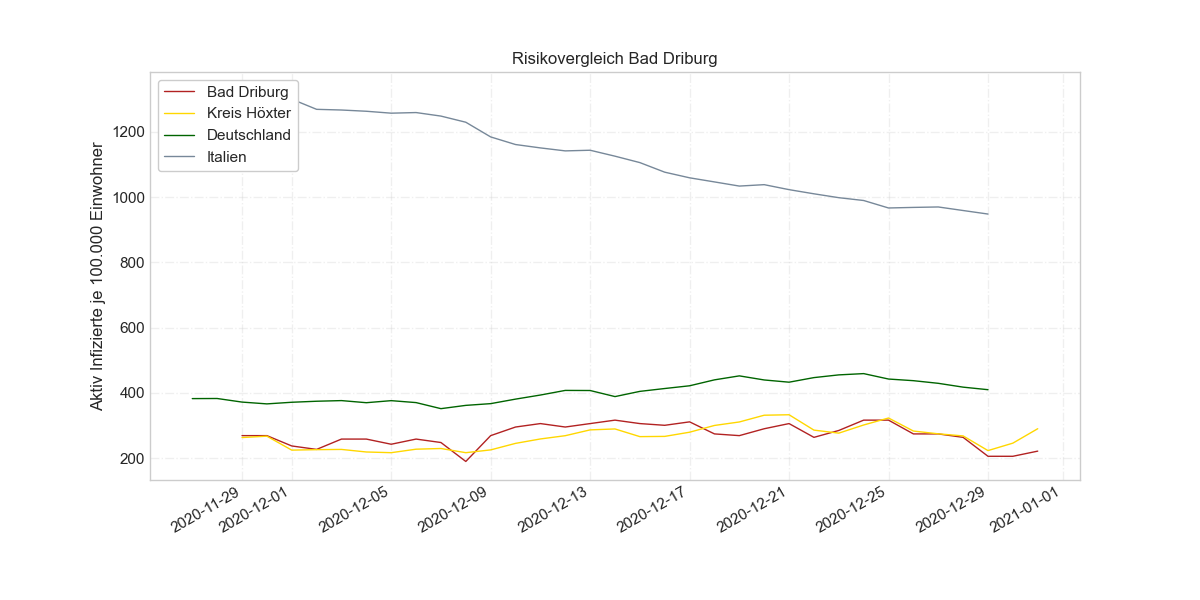 Risikovergleich Bad Driburg
Bad Driburg
Kreis Höxter
Deutschland
Italien
Aktiv Infizierte je 100.000 Einwohner
1200
1000
800
600
400
200
2020-11-29
2020-12-01
2020-12-05
2020-12-09
2020-12-13
2020-12-17
2020-12-21
2020-12-25
2020-12-29
2021-01-01